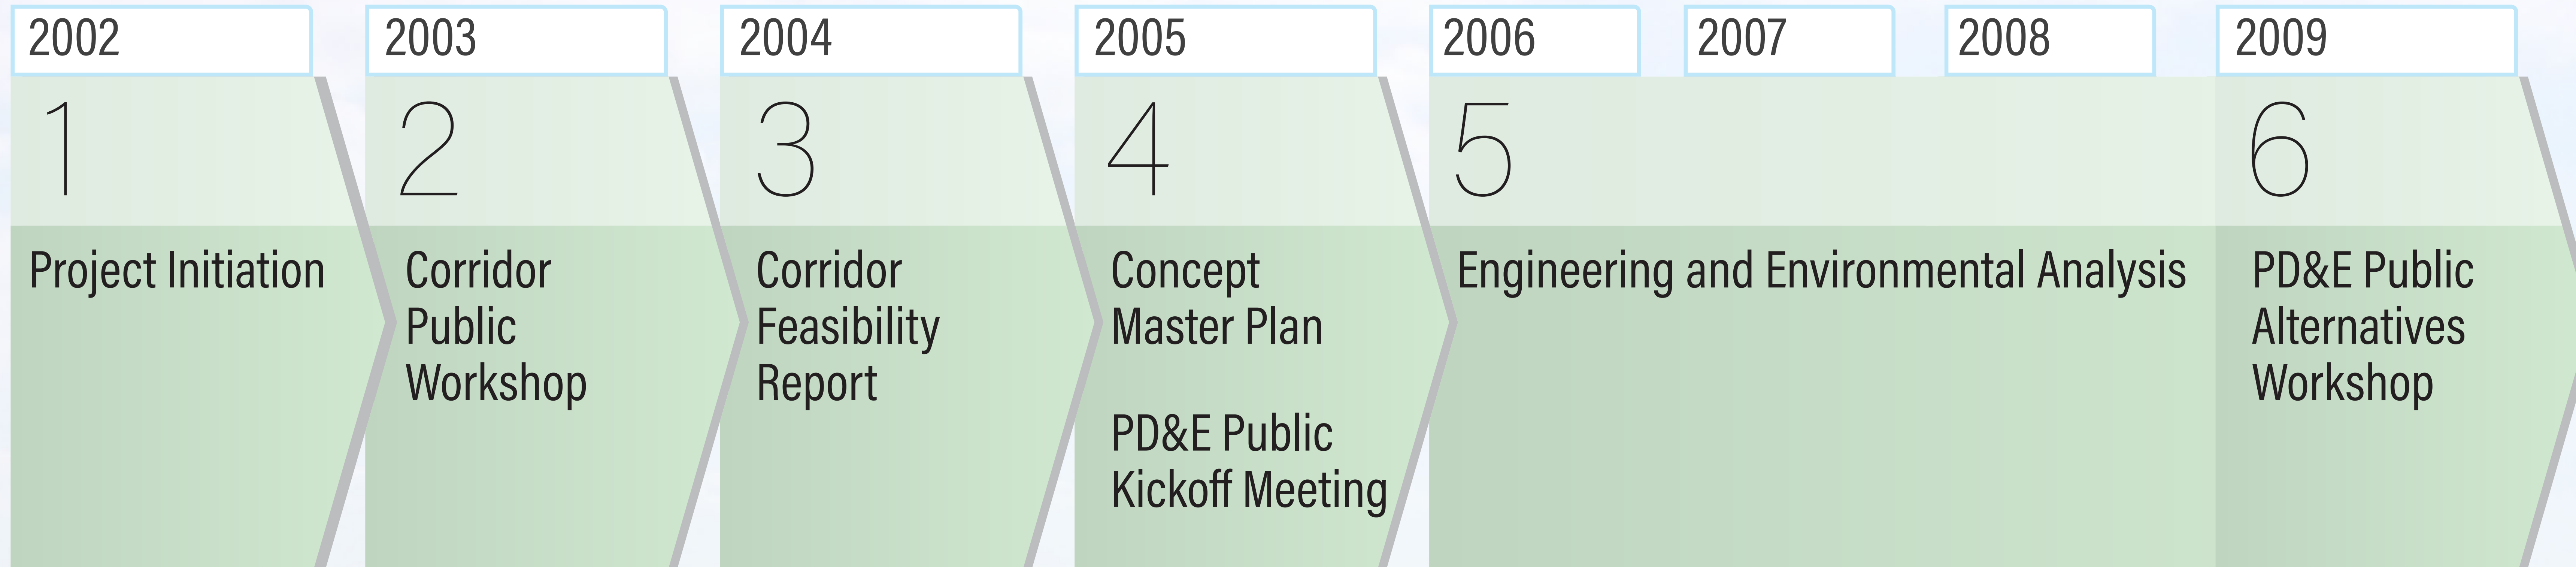 2002
2003
2004
2005
2006
2007
2008
2009
1
2
3
4
5
6
Project Initiation
Corridor
Public
Workshop
Corridor
Feasibility
Report
Concept
Master Plan
PD&E Public
Kickoff Meeting
Engineering and Environmental Analysis
PD&E Public
Alternatives
Workshop